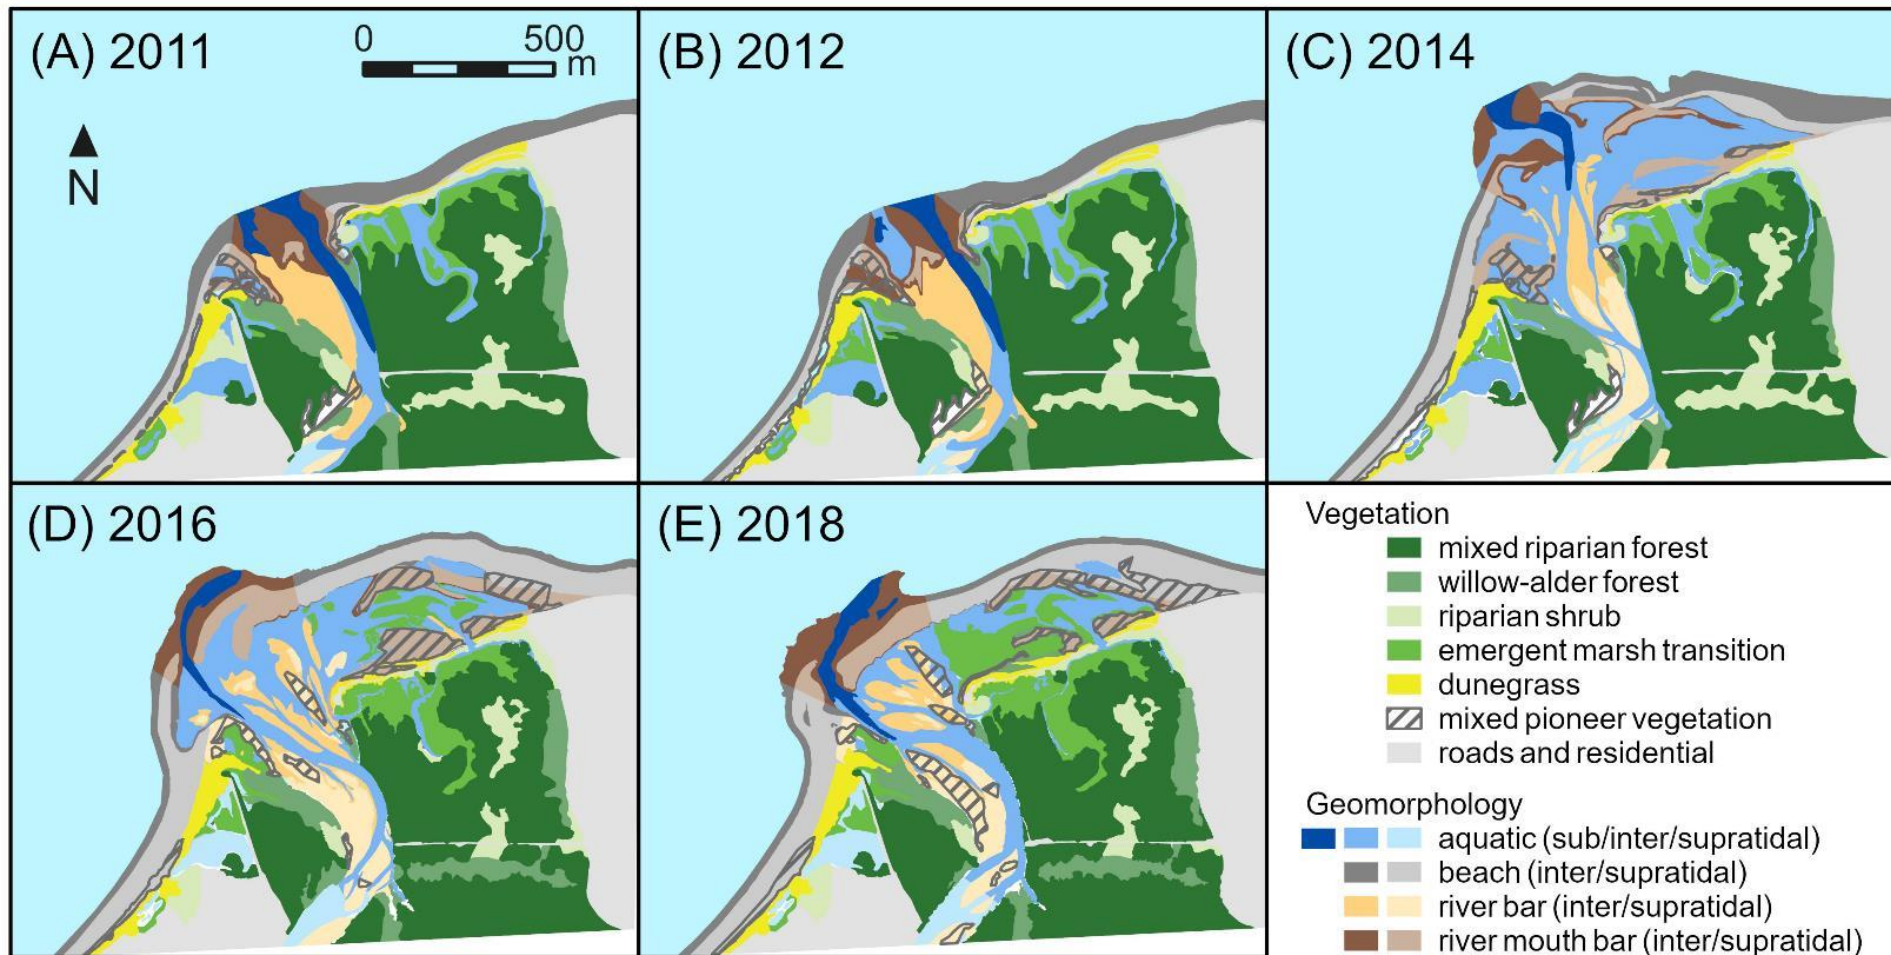 (A) 2011
0 500
m
N
(B) 2012
(C) 2014
(D) 2016
(E) 2018
Vegetation
mixed riparian forest
willow-alder forest
riparian shrub
emergent marsh transition
dunegrass
mixed pioneer vegetation
roads and residential
Geomorphology
aquatic (sub/inter/supratidal)
beach (inter/supratidal)
river bar (inter/supratidal)
river mouth bar (inter/supratidal)